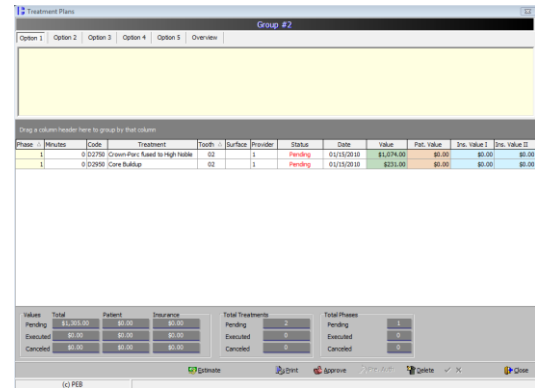 Treatment Plans
Group #2
Option 1 Option 2 Option 3 Option 4 Option 5 Overview
Drag a column header here to group by that column
Phase Minutes Code Treatment Tooth Surface Provider Status Date Value Pat. Value Ins. Value I Ins. Value II
1 0 D2750 Crown-Porc fused to High Noble 02 1 Pending 01/15/2010 $1,074.00 $0.00 $0.00 $0.00
1 0 D2950 Core Buildup 02 1 Pending 01/15/2010 $231.00 $0.00 $0.00 $0.00
Values Total Patient Insurance Total Treatments Total Phases
Pending $1,305.00 $0.00 $0.00 Pending 2 Pending 1
Executed $0.00 $0.00 $0.00 Executed 0 Executed 0
Canceled $0.00 $0.00 $0.00 Canceled 0 Canceled 0
Estimate Print Approve Delete Close
(c) PEB